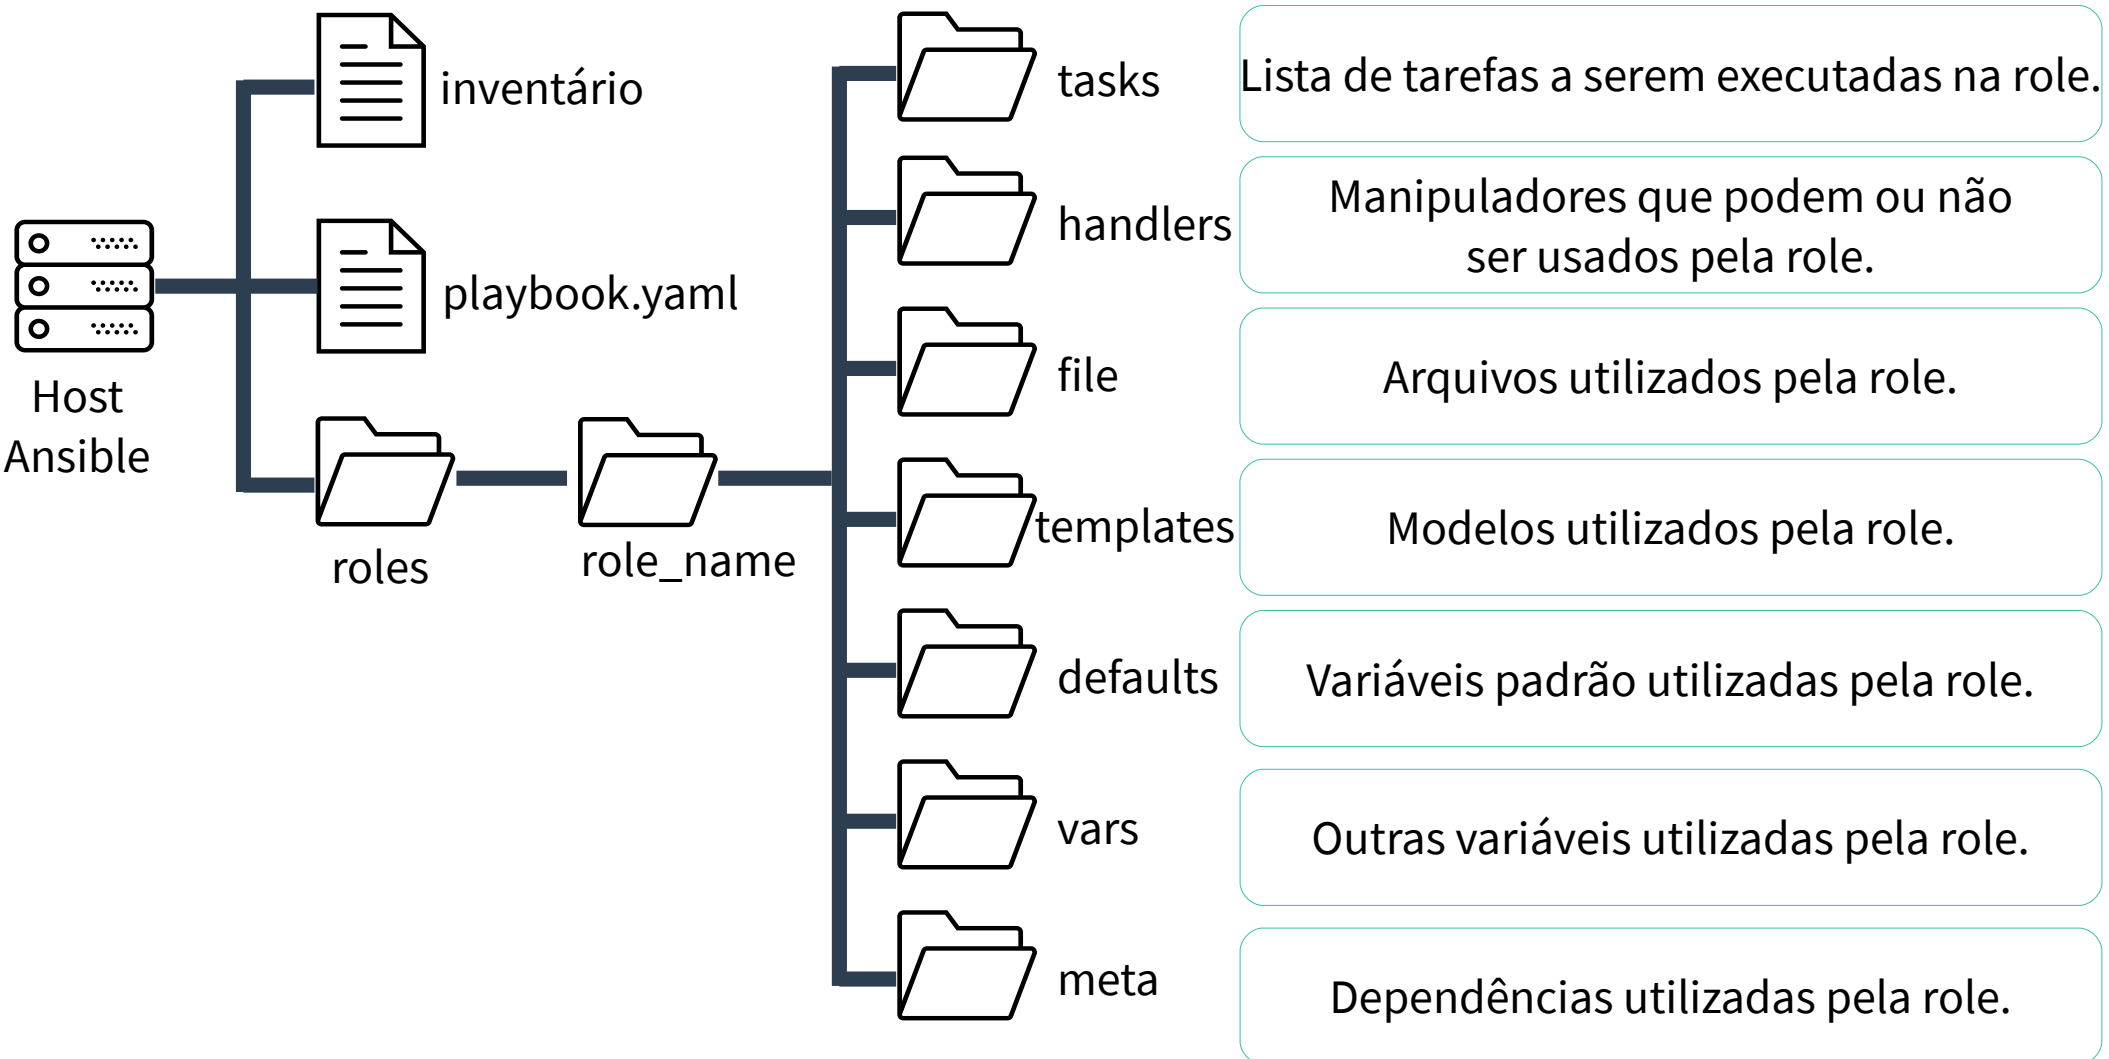 inventário
playbook.yaml
Host
Ansible
roles
role_name
tasks
Lista de tarefas a serem executadas na role.
handlers
Manipuladores que podem ou não
ser usados pela role.
file
Arquivos utilizados pela role.
templates
Modelos utilizados pela role.
defaults
Variáveis padrão utilizadas pela role.
vars
Outras variáveis utilizadas pela role.
meta
Dependências utilizadas pela role.